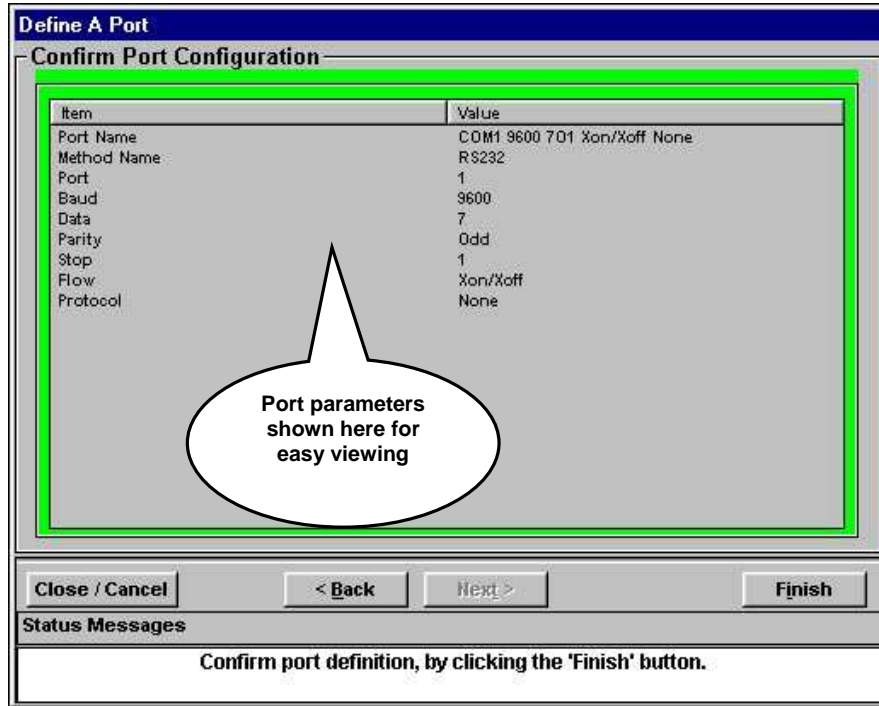 Define A Port
Confirm Port Configuration
Item Value
Port Name COM1 9600 7O1 Xon/Xoff None
Method Name RS232
Port 1
Baud 9600
Data 7
Parity Odd
Stop 1
Flow Xon/Xoff
Protocol None
Port parameters
shown here for
easy viewing
Close / Cancel < Back Next > Finish
Status Messages
Confirm port definition, by clicking the 'Finish' button.